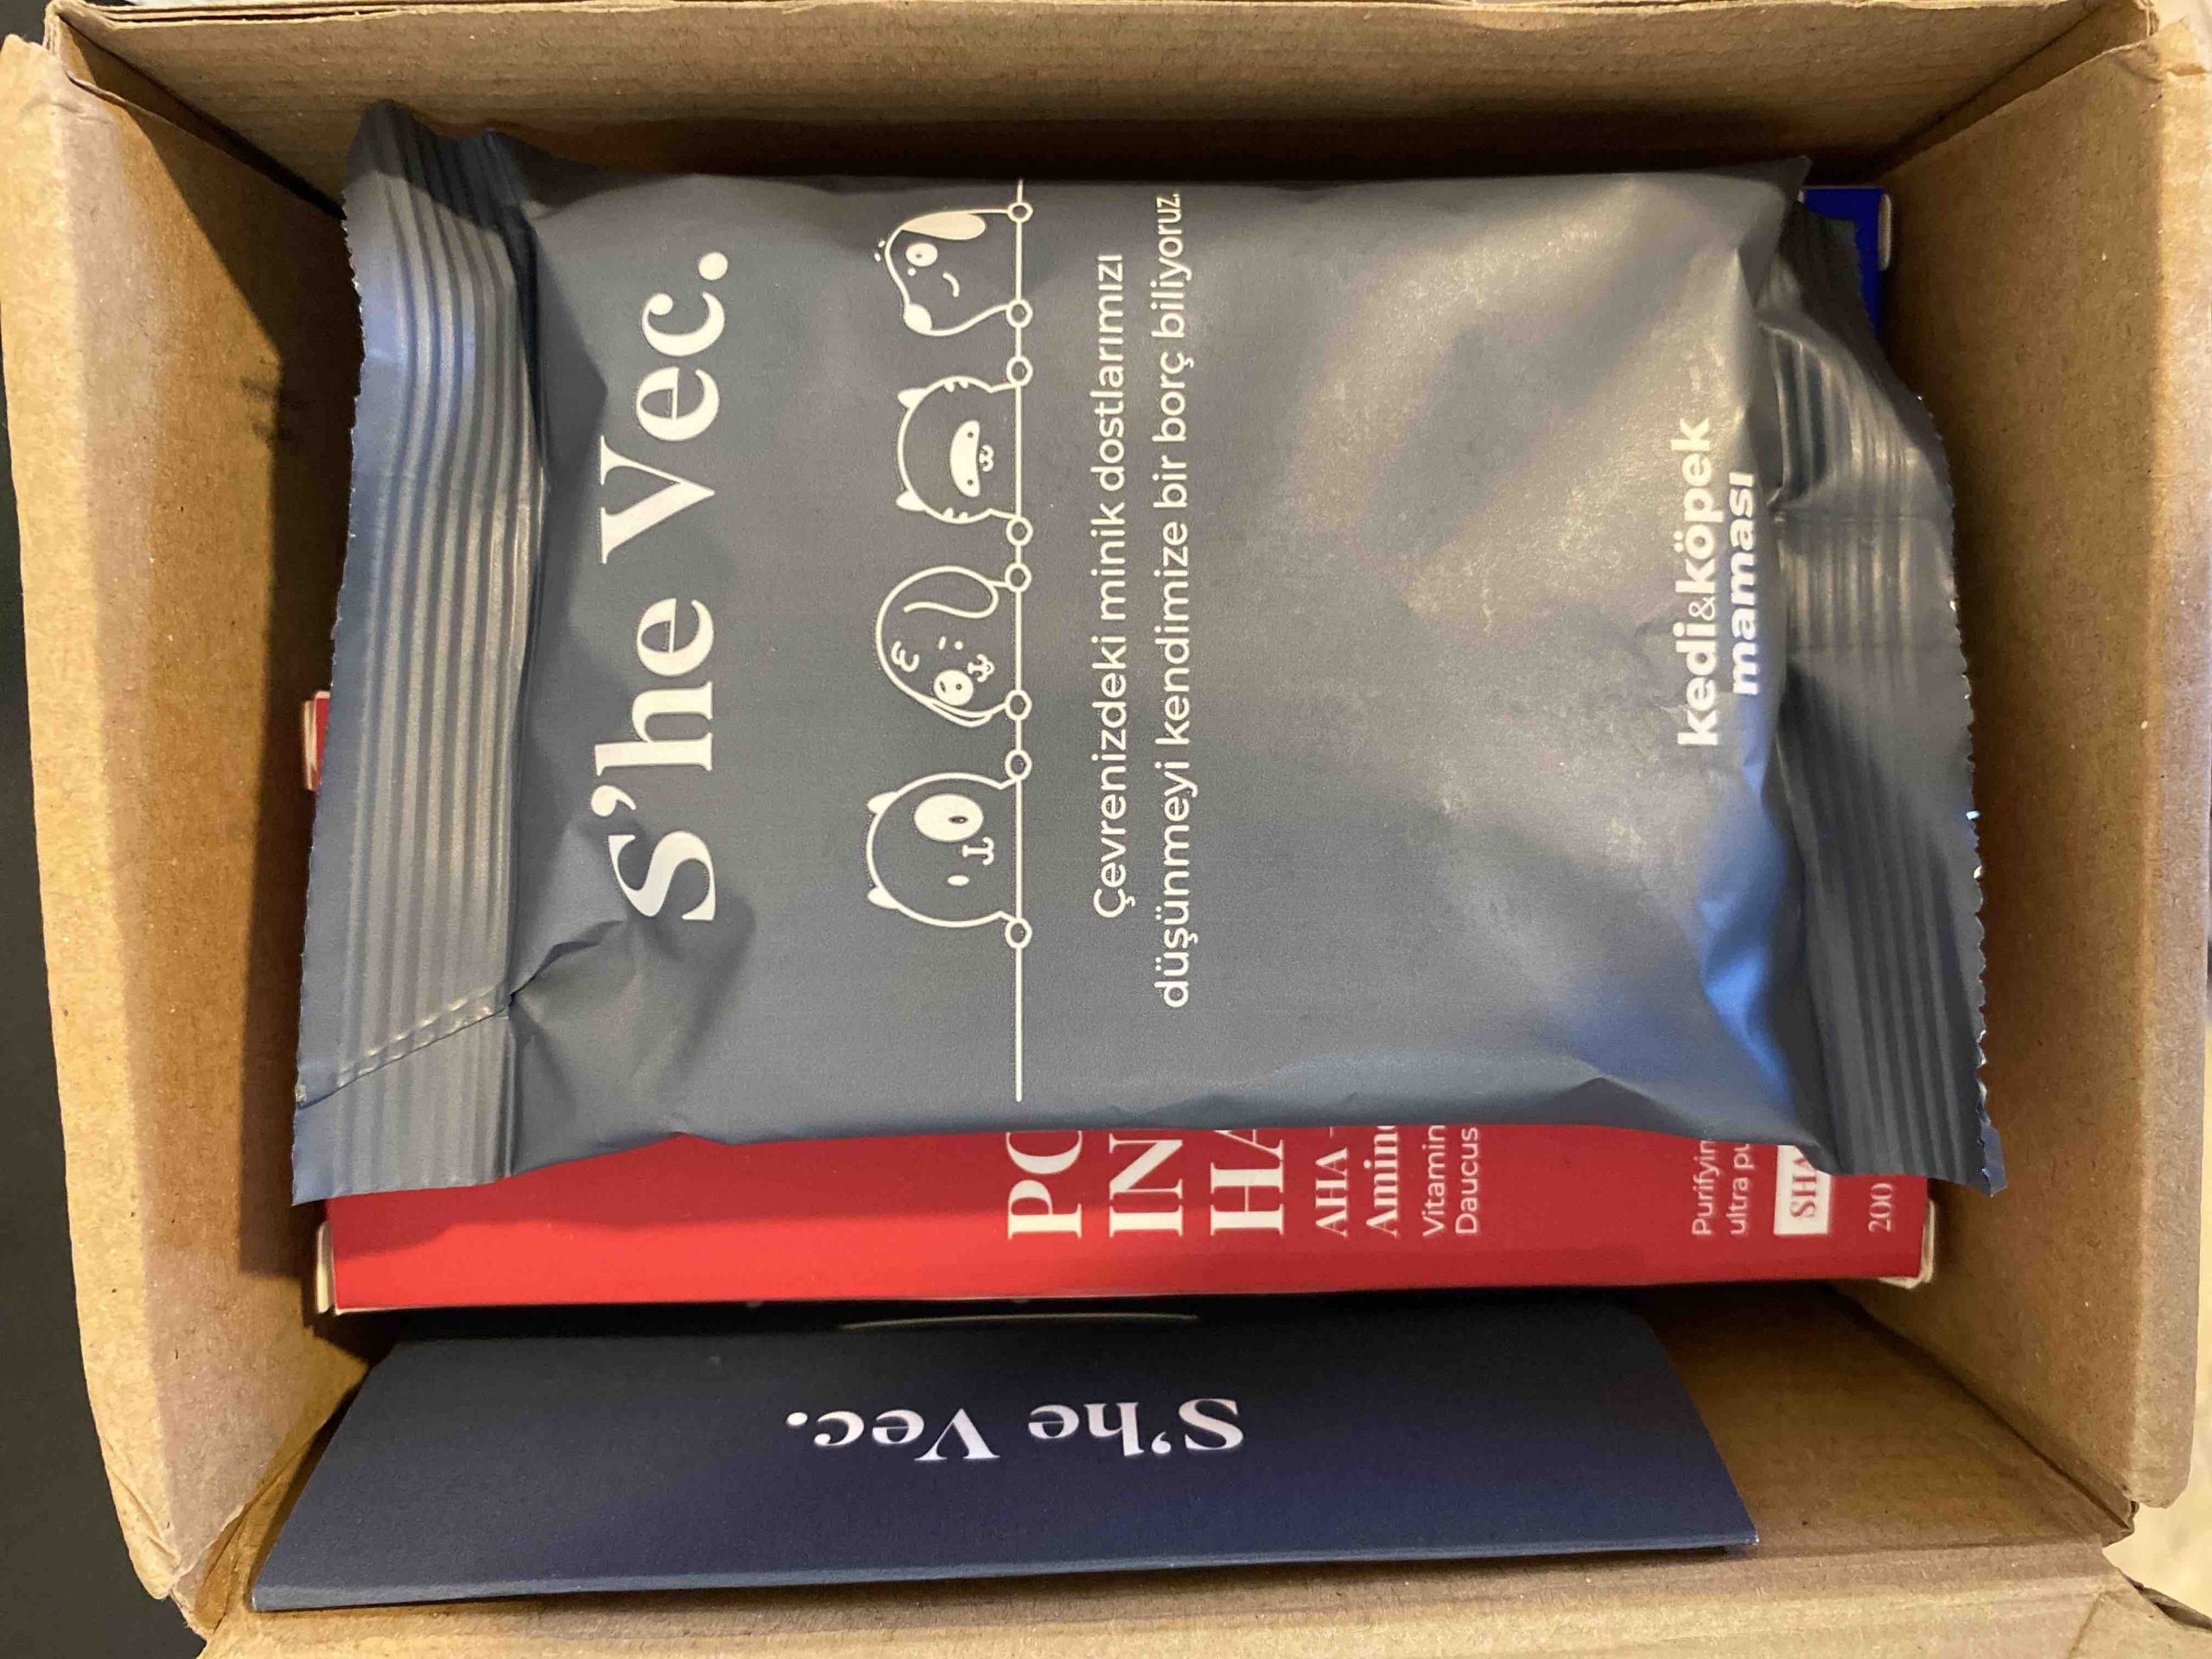 S'he Vec.
Çevrenizdeki minik dostlarımızı
düşünmeyi kendimize bir borç biliyoruz.
kedi&köpek
maması
AHA -
Vitamin
Daucus
ultra
200
S'he Vec.